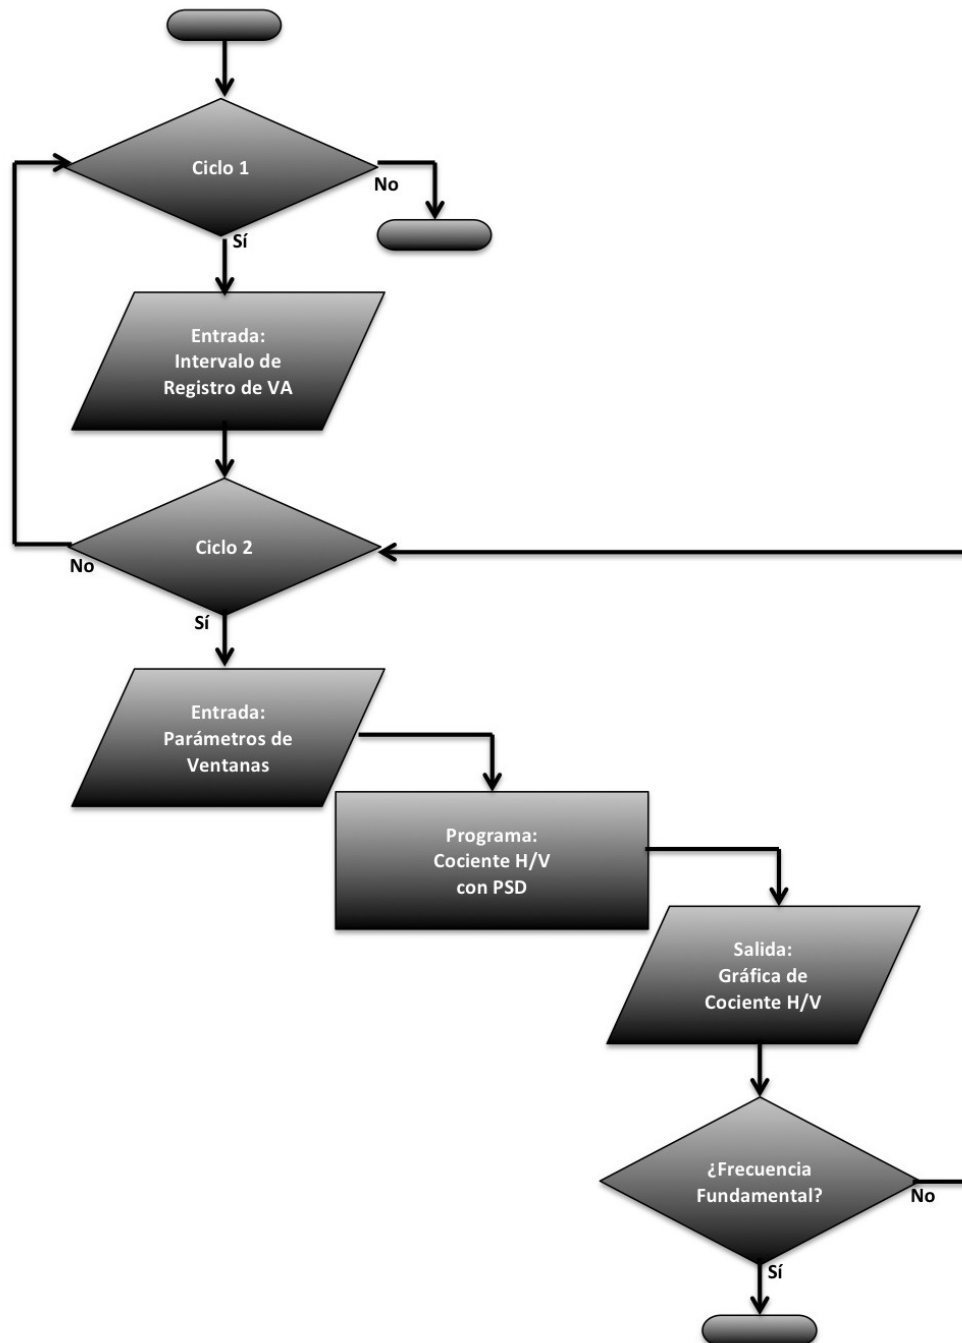 Ciclo 1
No
Sí
Entrada:
Intervalo de
Registro de VA
Ciclo 2
No
Sí
Entrada:
Parámetros de
Ventanas
Programa:
Cociente H/V
con PSD
Salida:
Gráfica de
Cociente H/V
¿Frecuencia
Fundamental?
No
Sí